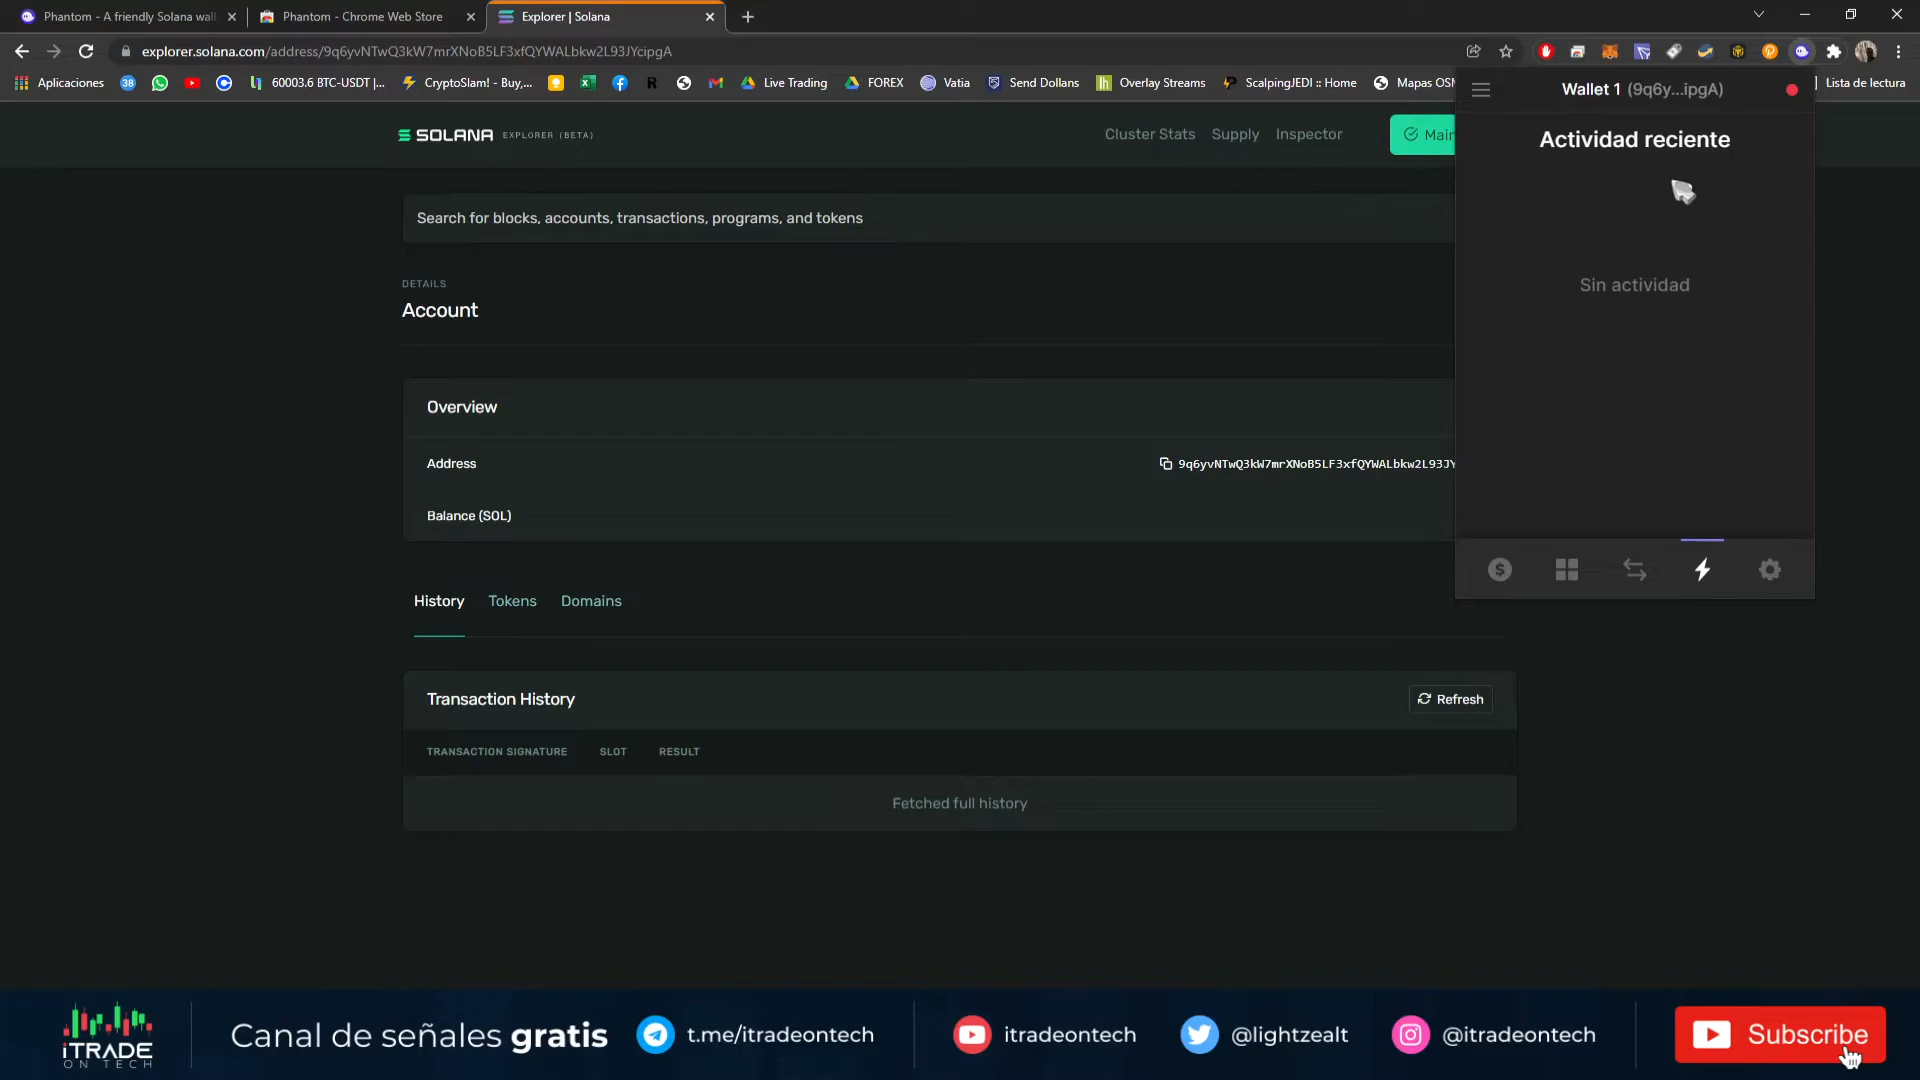 Phantom - A friendly Solana wall
Phantom - Chrome Web Store
Explorer | Solana
explorer.solana.com/address/9q6yvNTwQ3kW7mrXNoB5LF3xfQYWALbkw2L93JYcipgA
Aplicaciones
38
60003.6 BTC-USDT |...
CryptoSlam! - Buy,...
R
Live Trading
FOREX
Vatia
Send Dollans
lh
Overlay Streams
ScalpingJEDI :: Home
Mapas OSM
Lista de lectura
Wallet 1 (9q6y...ipgA)
Actividad reciente
Sin actividad
SOLANA EXPLORER (BETA)
Cluster Stats
Supply
Inspector
Main
Search for blocks, accounts, transactions, programs, and tokens
DETAILS
Account
Overview
Address
9q6yvNTwQ3kW7mrXNoB5LF3xfQYWALbkw2L93JY
Balance (SOL)
History
Tokens
Domains
Transaction History
Refresh
TRANSACTION SIGNATURE
SLOT
RESULT
Fetched full history
iTRADE
ON TECH
Canal de señales gratis
t.me/itradeontech
itradeontech
@lightzealt
@itradeontech
Subscribe